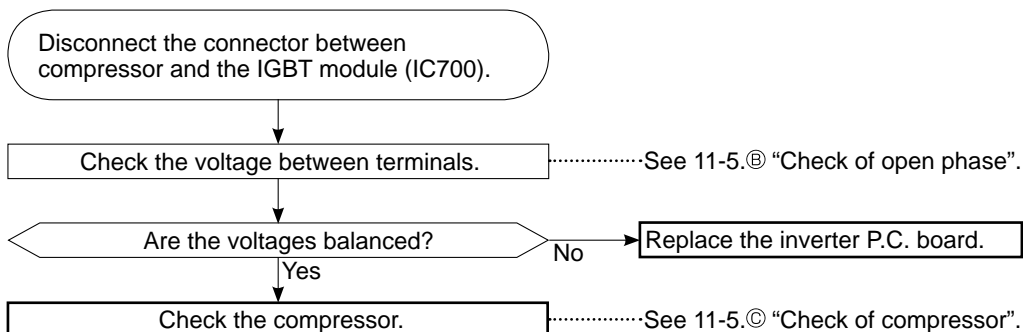 Disconnect the connector between
compressor and the IGBT module (IC700).
Check the voltage between terminals.
See 11-5.Ⓑ “Check of open phase”.
Are the voltages balanced?
No
Replace the inverter P.C. board.
Yes
Check the compressor.
See 11-5.Ⓒ “Check of compressor”.